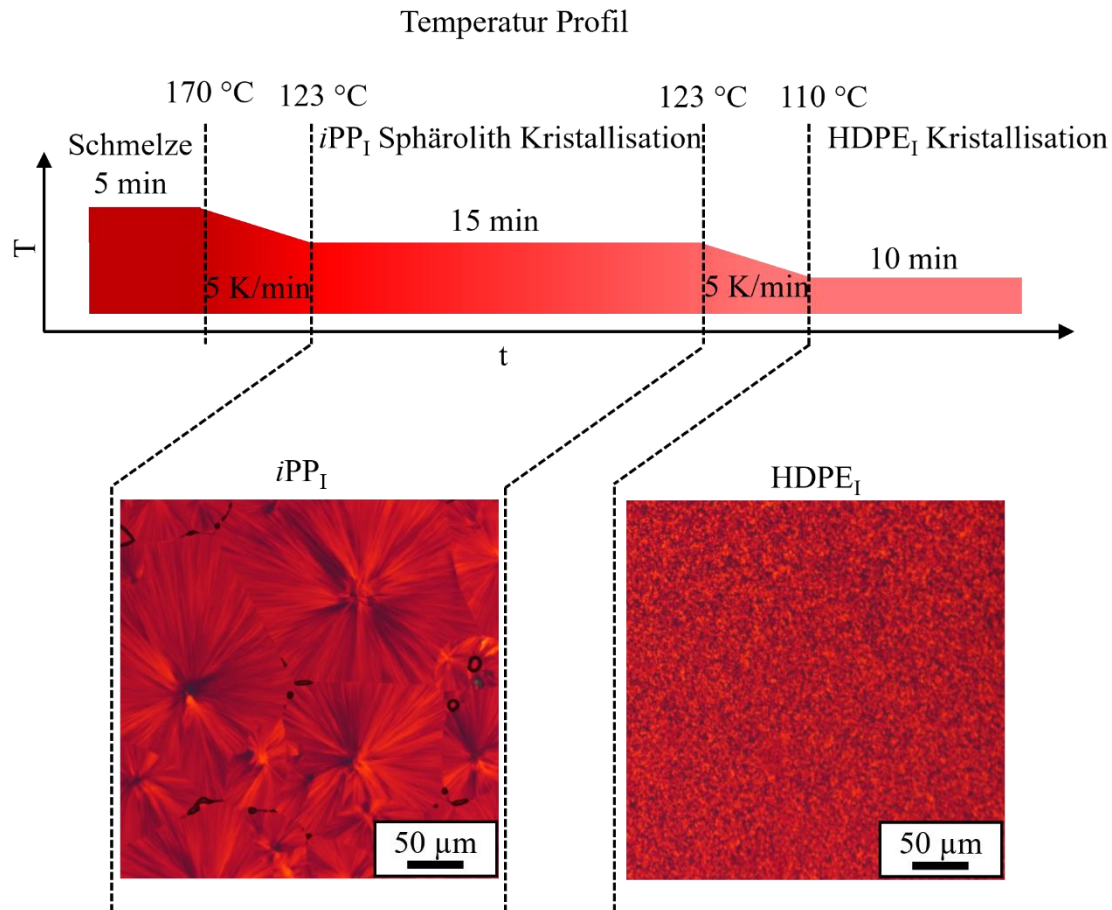 Temperatur Profil
170 °C 123 °C 123 °C 110 °C
Schmelze iPP_I Sphärolith Kristallisation HDPE_I Kristallisation
5 min
15 min
10 min
T
5 K/min 5 K/min
t
iPP_I HDPE_I
50 µm 50 µm